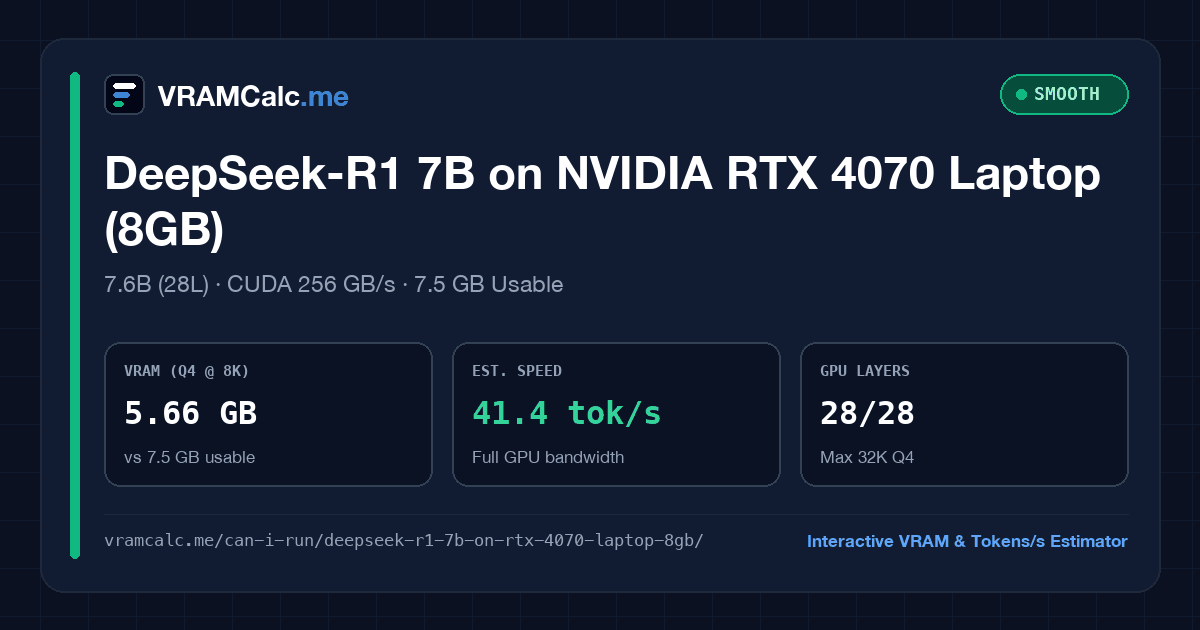 VRAMCalc.me
SMOOTH
DeepSeek-R1 7B on NVIDIA RTX 4070 Laptop
(8GB)
7.6B (28L) · CUDA 256 GB/s · 7.5 GB Usable
VRAM (Q4 @ 8K)
5.66 GB
vs 7.5 GB usable
EST. SPEED
41.4 tok/s
Full GPU bandwidth
GPU LAYERS
28/28
Max 32K Q4
vramcalc.me/can-i-run/deepseek-r1-7b-on-rtx-4070-laptop-8gb/
Interactive VRAM & Tokens/s Estimator